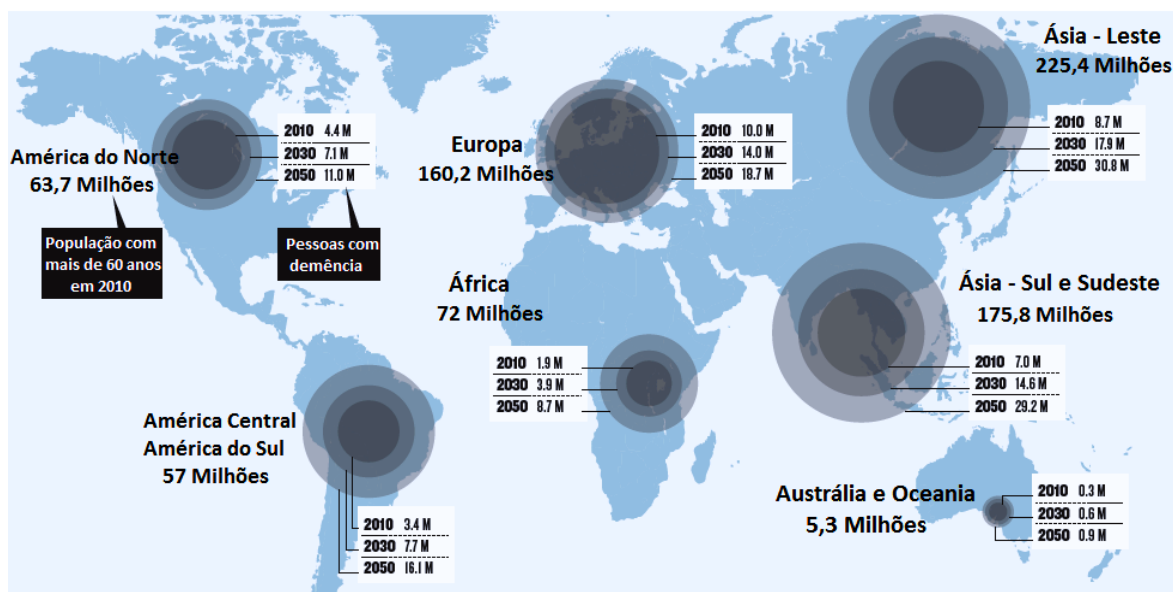 América do Norte
63,7 Milhões
2010 4.4 M
2030 7.1 M
2050 11.0 M
População com
mais de 60 anos
em 2010
Pessoas com
demência
Europa
160,2 Milhões
2010 10.0 M
2030 14.0 M
2050 18.7 M
Ásia - Leste
225,4 Milhões
2010 8.7 M
2030 17.9 M
2050 30.8 M
África
72 Milhões
2010 1.9 M
2030 3.9 M
2050 8.7 M
Ásia - Sul e Sudeste
175,8 Milhões
2010 7.0 M
2030 14.6 M
2050 29.2 M
América Central
América do Sul
57 Milhões
2010 3.4 M
2030 7.7 M
2050 16.1 M
Austrália e Oceania
5,3 Milhões
2010 0.3 M
2030 0.6 M
2050 0.9 M